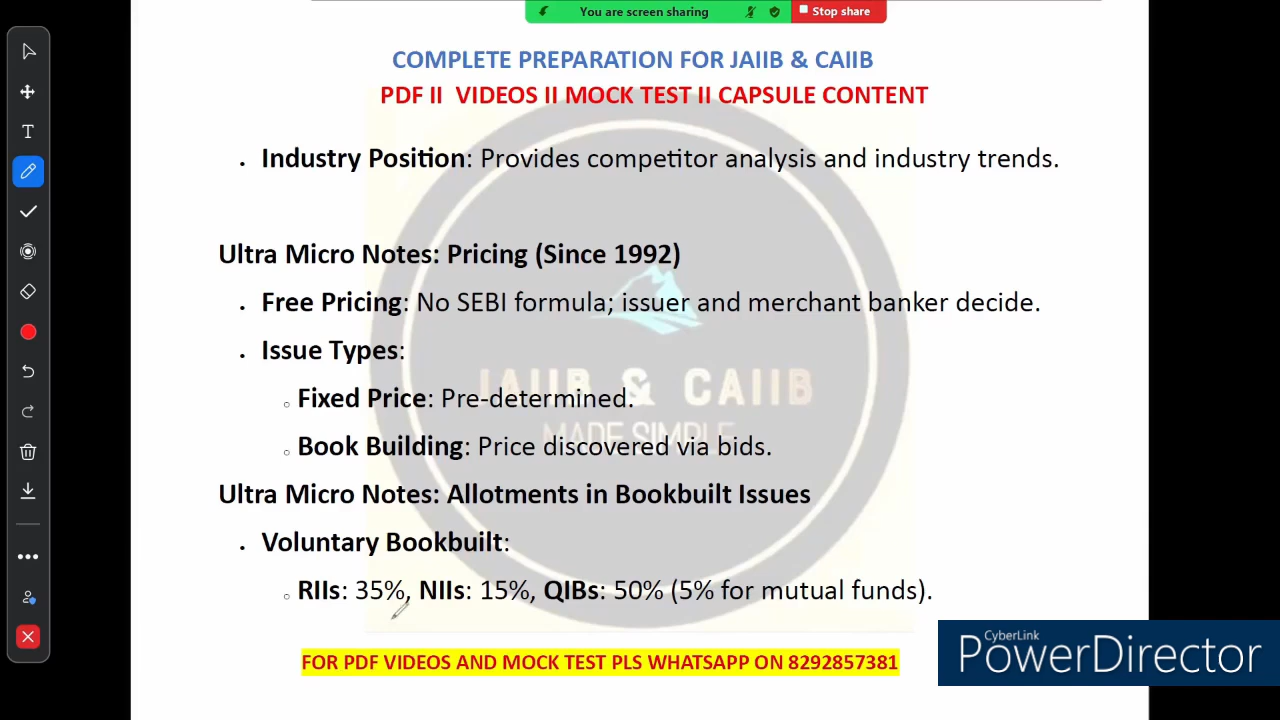 You are screen sharing Stop share
COMPLETE PREPARATION FOR JAIIB & CAIIB
PDF II VIDEOS II MOCK TEST II CAPSULE CONTENT
• Industry Position: Provides competitor analysis and industry trends.
Ultra Micro Notes: Pricing (Since 1992)
• Free Pricing: No SEBI formula; issuer and merchant banker decide.
• Issue Types:
○ Fixed Price: Pre-determined.
JAIIB & CAIIB
MADE SIMPLE
○ Book Building: Price discovered via bids.
Ultra Micro Notes: Allotments in Bookbuilt Issues
• Voluntary Bookbuilt:
○ RIIs: 35%, NIIs: 15%, QIBs: 50% (5% for mutual funds).
FOR PDF VIDEOS AND MOCK TEST PLS WHATSAPP ON 8292857381
CyberLink
PowerDirector
T